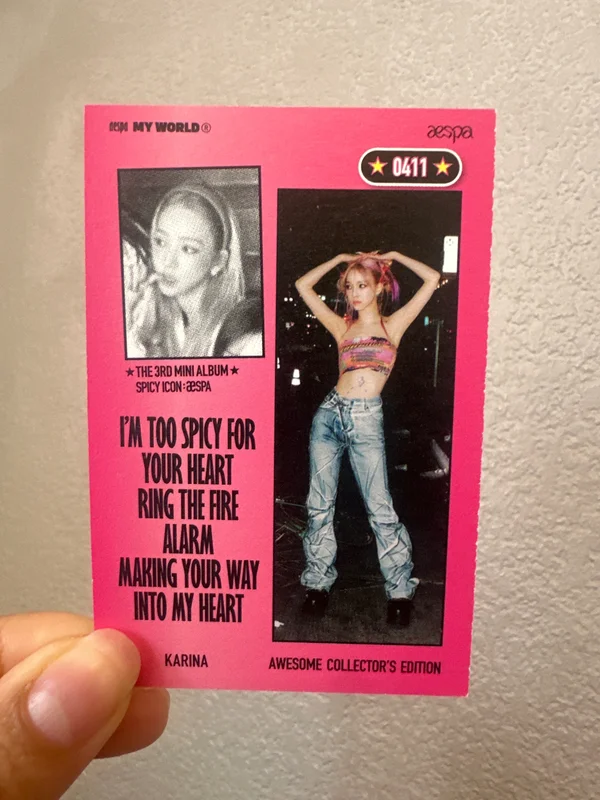 aespa MY WORLD®
æspa
★ 0411 ★
★ THE 3RD MINI ALBUM ★
SPICY ICON : ÆSPA
I'M TOO SPICY FOR
YOUR HEART
RING THE FIRE
ALARM
MAKING YOUR WAY
INTO MY HEART
KARINA
AWESOME COLLECTOR'S EDITION